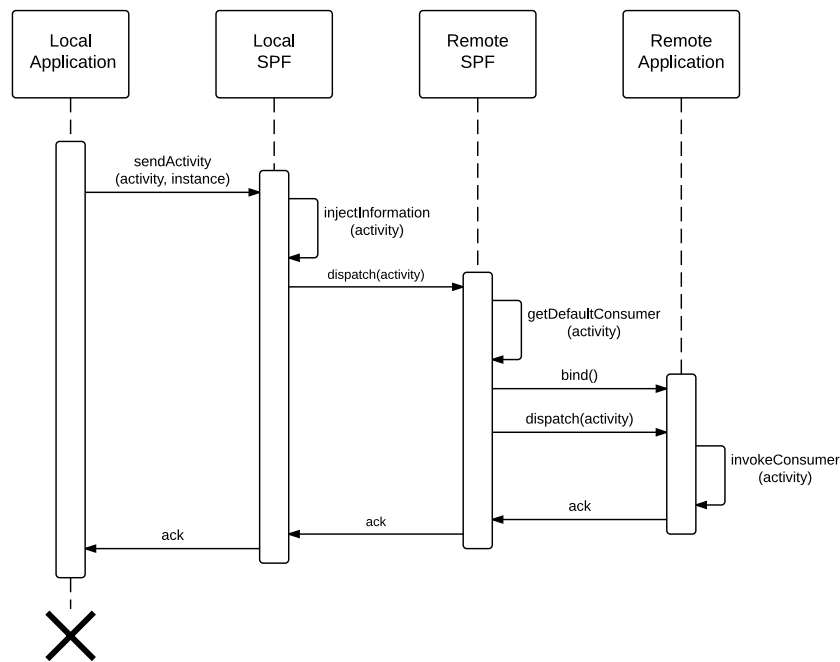 Local
Application
Local
SPF
Remote
SPF
Remote
Application
sendActivity
(activity, instance)
injectInformation
(activity)
dispatch(activity)
getDefaultConsumer
(activity)
bind()
dispatch(activity)
invokeConsumer
(activity)
ack
ack
ack